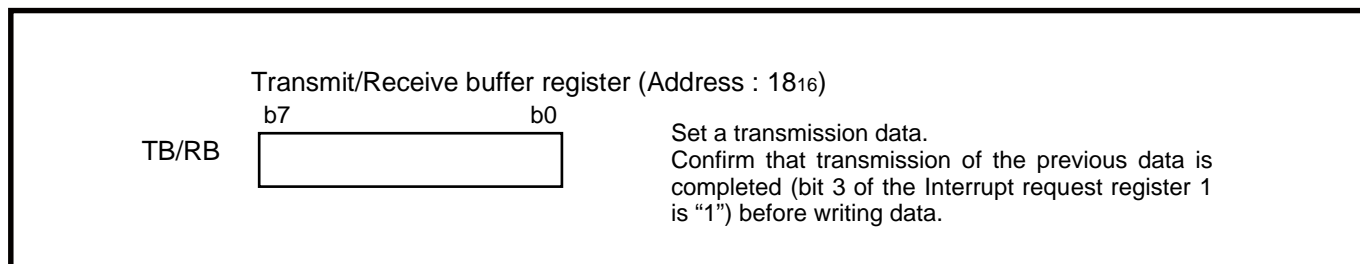 Transmit/Receive buffer register (Address : 18₁₆)
b7 b0
TB/RB
Set a transmission data.
Confirm that transmission of the previous data is
completed (bit 3 of the Interrupt request register 1
is “1”) before writing data.